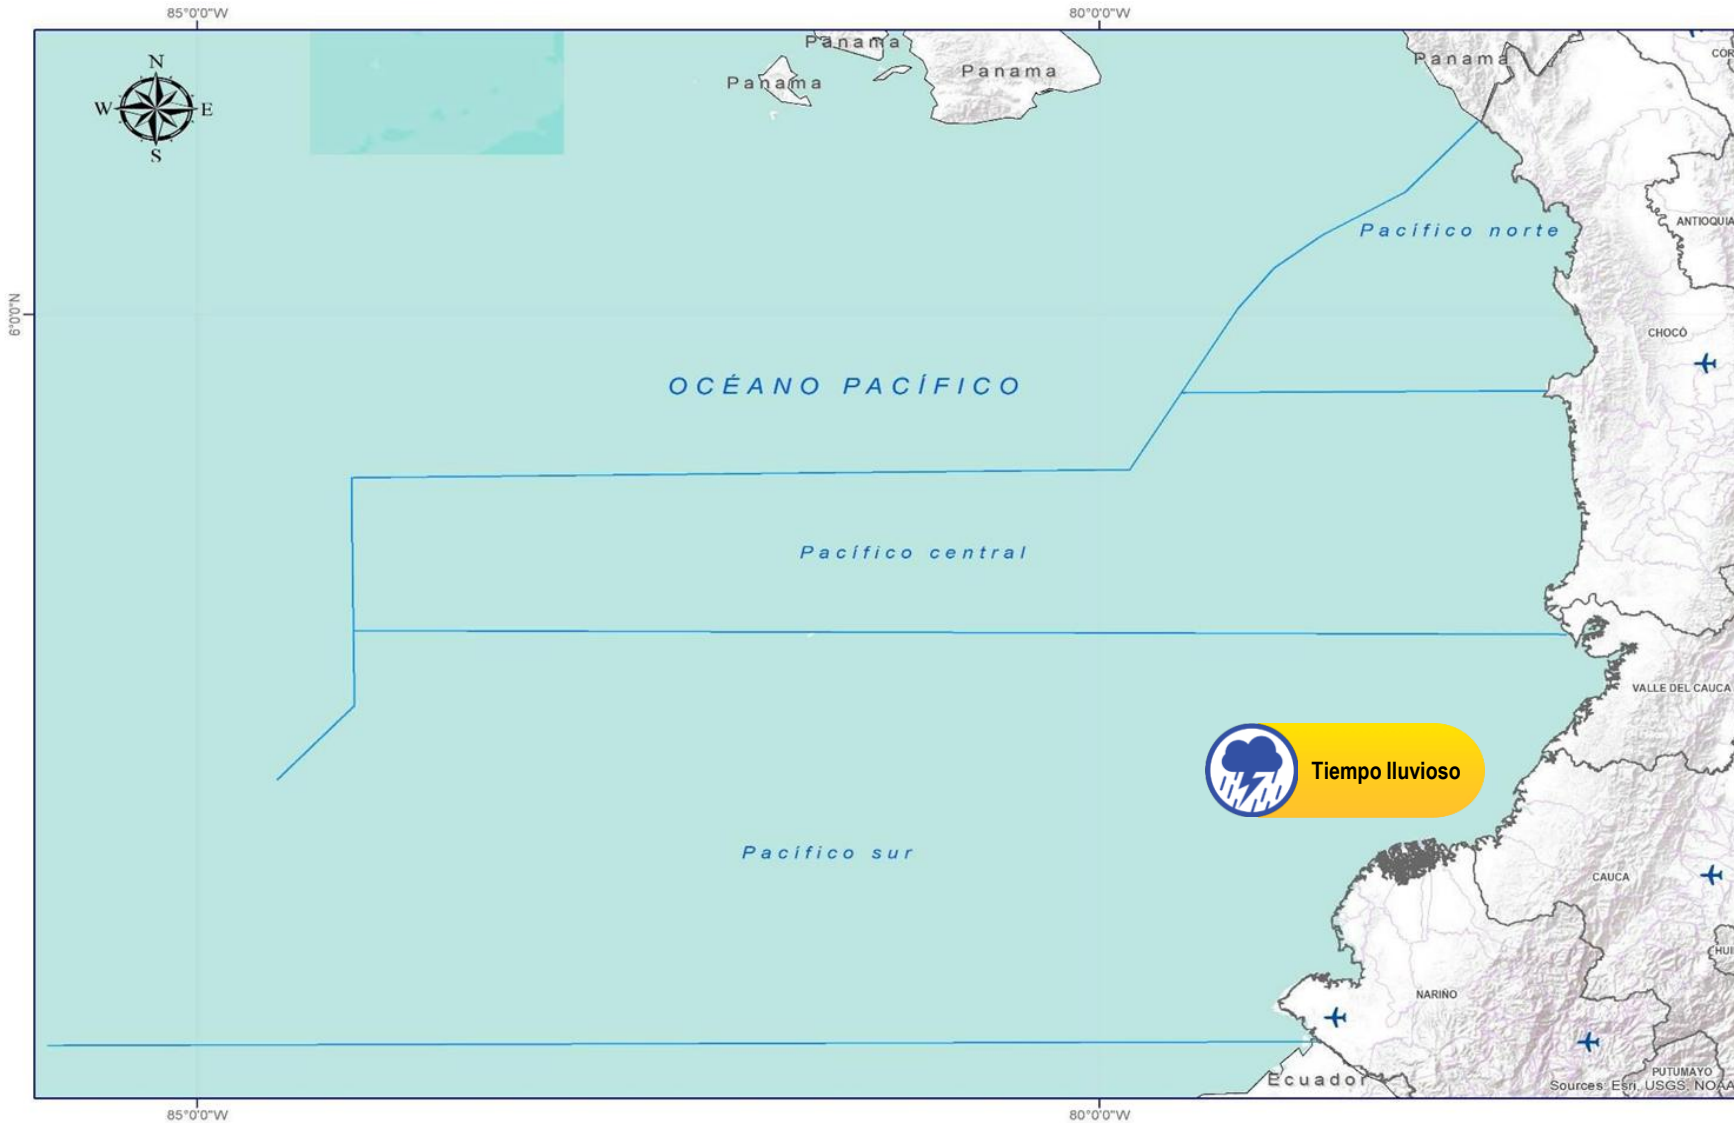 85°0'0"W
80°0'0"W
Panama
Panama
Panama
Panama
N
W
E
S
ANTIOQUIA
Pacífico norte
6°0'0"N
CHOCÓ
OCÉANO PACÍFICO
Pacífico central
VALLE DEL CAUCA
Tiempo lluvioso
Pacífico sur
CAUCA
HUI
NARIÑO
PUTUMAYO
Ecuador
Sources: Esri, USGS, NOAA
85°0'0"W
80°0'0"W